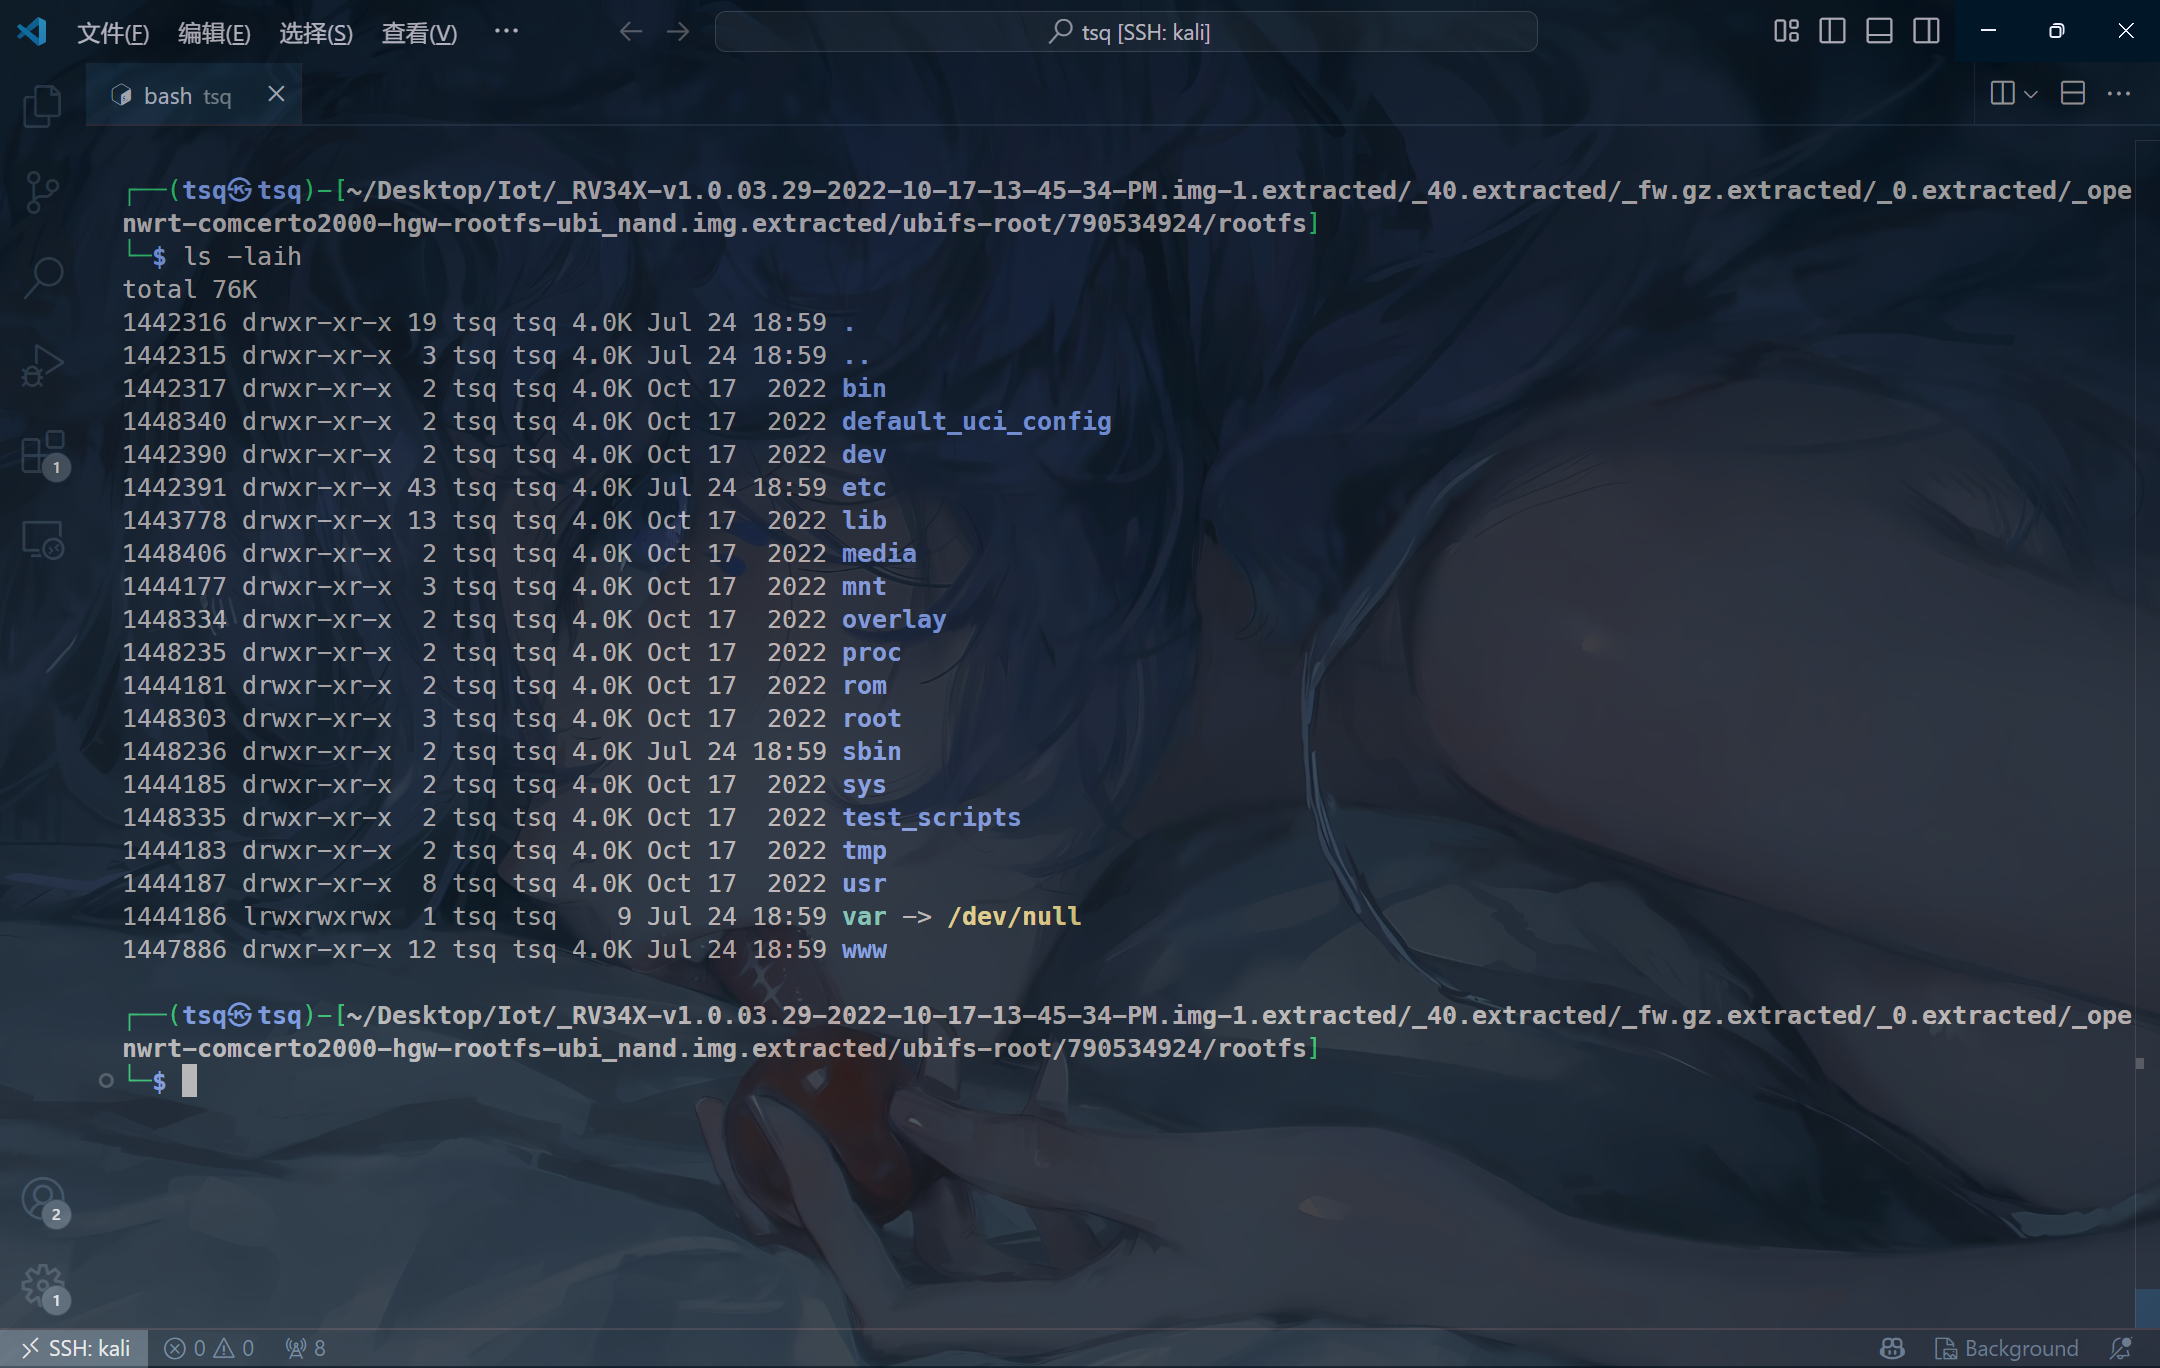 文件(F) 编辑(E) 选择(S) 查看(V) ··· tsq [SSH: kali]
bash tsq
┌──(tsq㉿tsq)-[~/Desktop/Iot/_RV34X-v1.0.03.29-2022-10-17-13-45-34-PM.img-1.extracted/_40.extracted/_fw.gz.extracted/_0.extracted/_ope
nwrt-comcerto2000-hgw-rootfs-ubi_nand.img.extracted/ubifs-root/790534924/rootfs]
└─$ ls -laih
total 76K
1442316 drwxr-xr-x 19 tsq tsq 4.0K Jul 24 18:59 .
1442315 drwxr-xr-x  3 tsq tsq 4.0K Jul 24 18:59 ..
1442317 drwxr-xr-x  2 tsq tsq 4.0K Oct 17  2022 bin
1448340 drwxr-xr-x  2 tsq tsq 4.0K Oct 17  2022 default_uci_config
1442390 drwxr-xr-x  2 tsq tsq 4.0K Oct 17  2022 dev
1442391 drwxr-xr-x 43 tsq tsq 4.0K Jul 24 18:59 etc
1443778 drwxr-xr-x 13 tsq tsq 4.0K Oct 17  2022 lib
1448406 drwxr-xr-x  2 tsq tsq 4.0K Oct 17  2022 media
1444177 drwxr-xr-x  3 tsq tsq 4.0K Oct 17  2022 mnt
1448334 drwxr-xr-x  2 tsq tsq 4.0K Oct 17  2022 overlay
1448235 drwxr-xr-x  2 tsq tsq 4.0K Oct 17  2022 proc
1444181 drwxr-xr-x  2 tsq tsq 4.0K Oct 17  2022 rom
1448303 drwxr-xr-x  3 tsq tsq 4.0K Oct 17  2022 root
1448236 drwxr-xr-x  2 tsq tsq 4.0K Jul 24 18:59 sbin
1444185 drwxr-xr-x  2 tsq tsq 4.0K Oct 17  2022 sys
1448335 drwxr-xr-x  2 tsq tsq 4.0K Oct 17  2022 test_scripts
1444183 drwxr-xr-x  2 tsq tsq 4.0K Oct 17  2022 tmp
1444187 drwxr-xr-x  8 tsq tsq 4.0K Oct 17  2022 usr
1444186 lrwxrwxrwx  1 tsq tsq    9 Jul 24 18:59 var -> /dev/null
1447886 drwxr-xr-x 12 tsq tsq 4.0K Jul 24 18:59 www
┌──(tsq㉿tsq)-[~/Desktop/Iot/_RV34X-v1.0.03.29-2022-10-17-13-45-34-PM.img-1.extracted/_40.extracted/_fw.gz.extracted/_0.extracted/_ope
nwrt-comcerto2000-hgw-rootfs-ubi_nand.img.extracted/ubifs-root/790534924/rootfs]
└─$
1
2
1
SSH: kali 0 0 8 Background